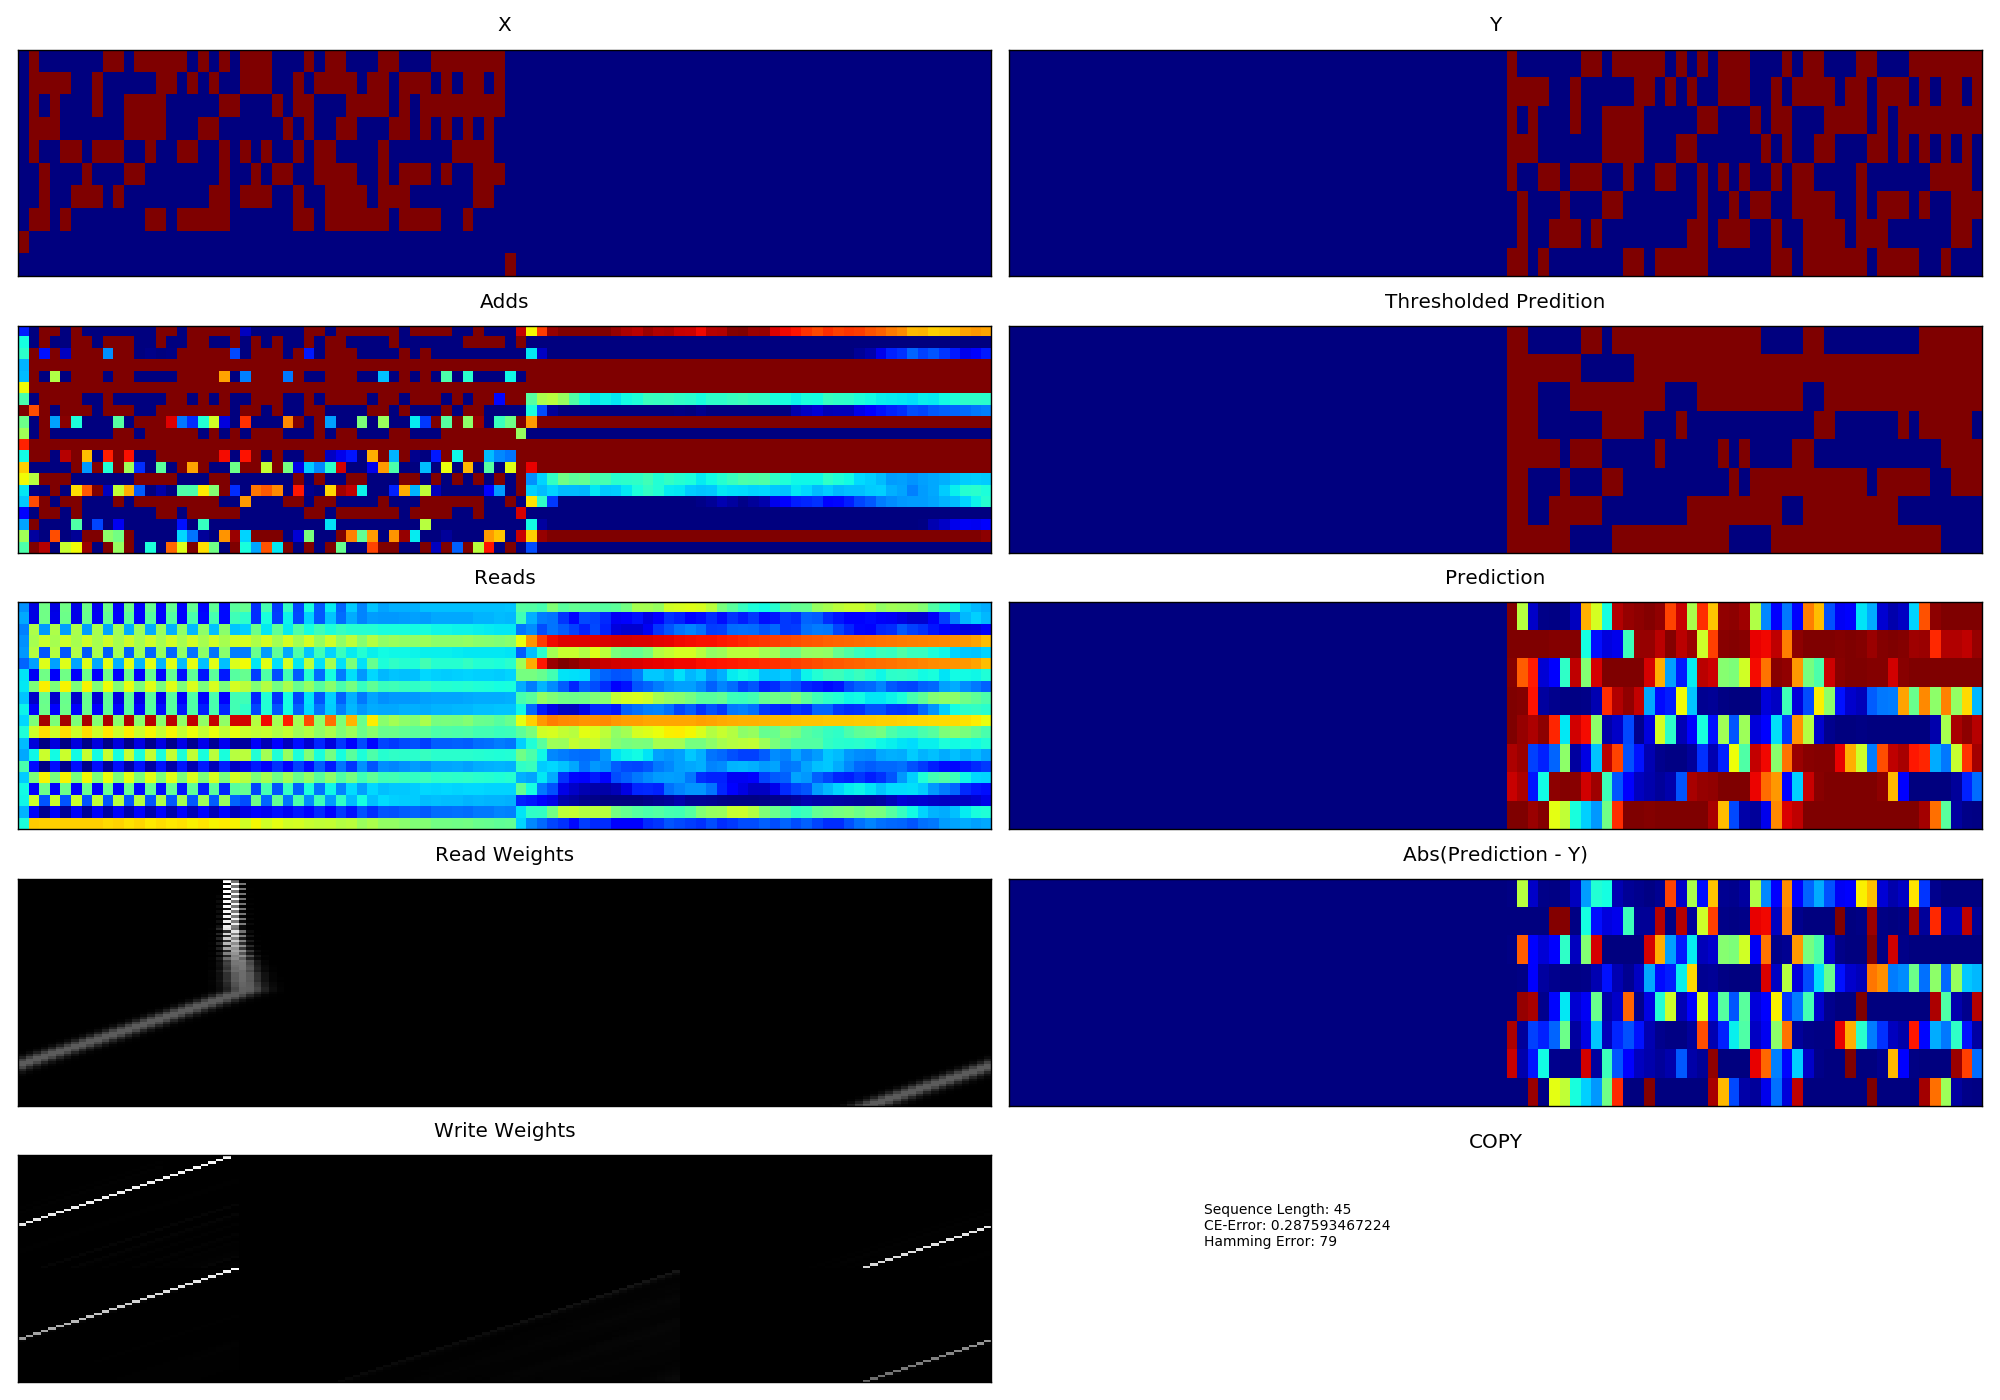 X
Y
Adds
Thresholded Predition
Reads
Prediction
Read Weights
Abs(Prediction - Y)
Write Weights
COPY
Sequence Length: 45
CE-Error: 0.287593467224
Hamming Error: 79